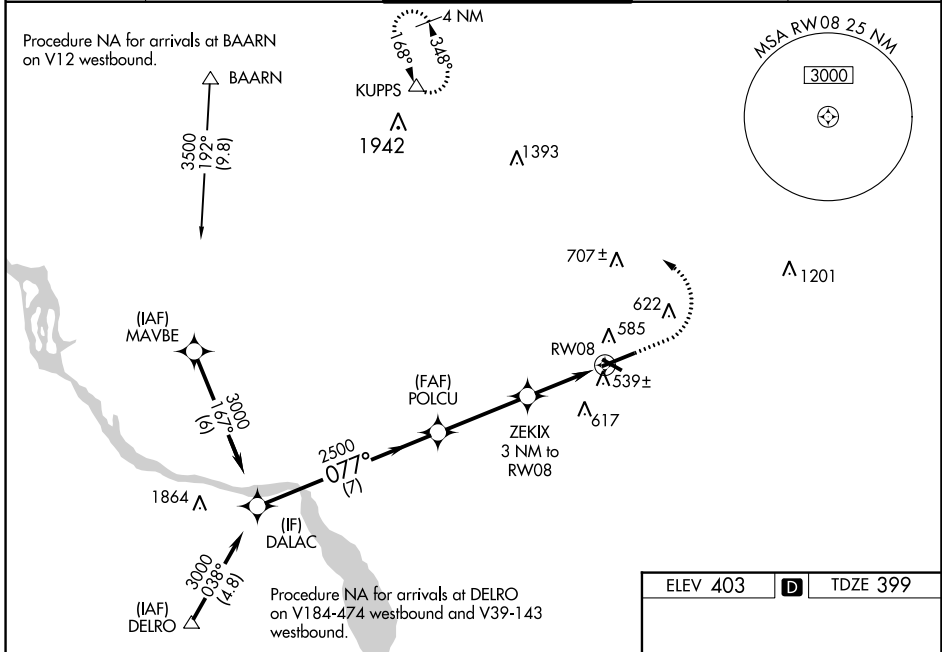 Procedure NA for arrivals at BAARN
on V12 westbound.
BAARN
3500
192°
(9.8)
4 NM
168°
348°
KUPPS
1942
1393
MSA RW08 25 NM
3000
707±
1201
622
585
RW08
539±
617
(IAF)
MAVBE
3000
167°
(6)
(FAF)
POLCU
ZEKIX
3 NM to
RW08
2500
077°
(7)
1864
(IF)
DALAC
3000
038°
(4.8)
(IAF)
DELRO
Procedure NA for arrivals at DELRO
on V184-474 westbound and V39-143
westbound.
ELEV 403 D TDZE 399